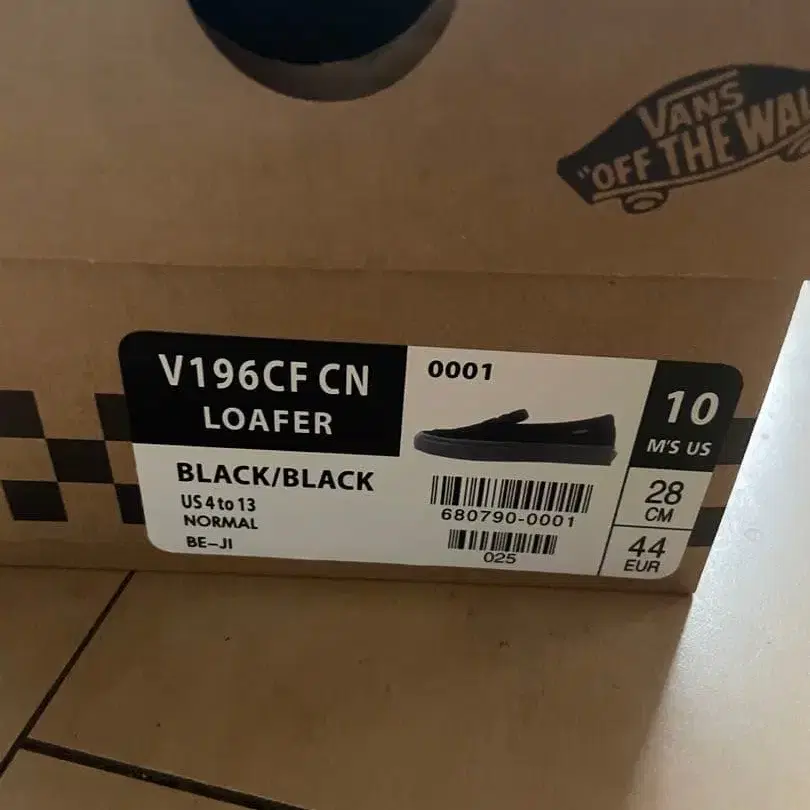 VANS
"OFF THE WAL
V196CF CN
LOAFER
BLACK/BLACK
US 4 to 13
NORMAL
BE-JI
0001
680790-0001
025
10
M'S US
28
CM
44
EUR